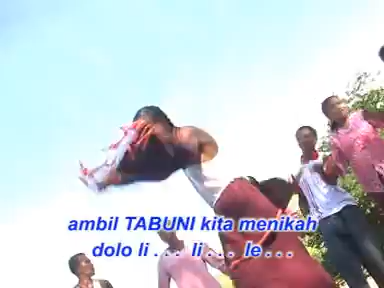 ambil TABUNI kita menikah
dolo li . . . li . . . le . . .